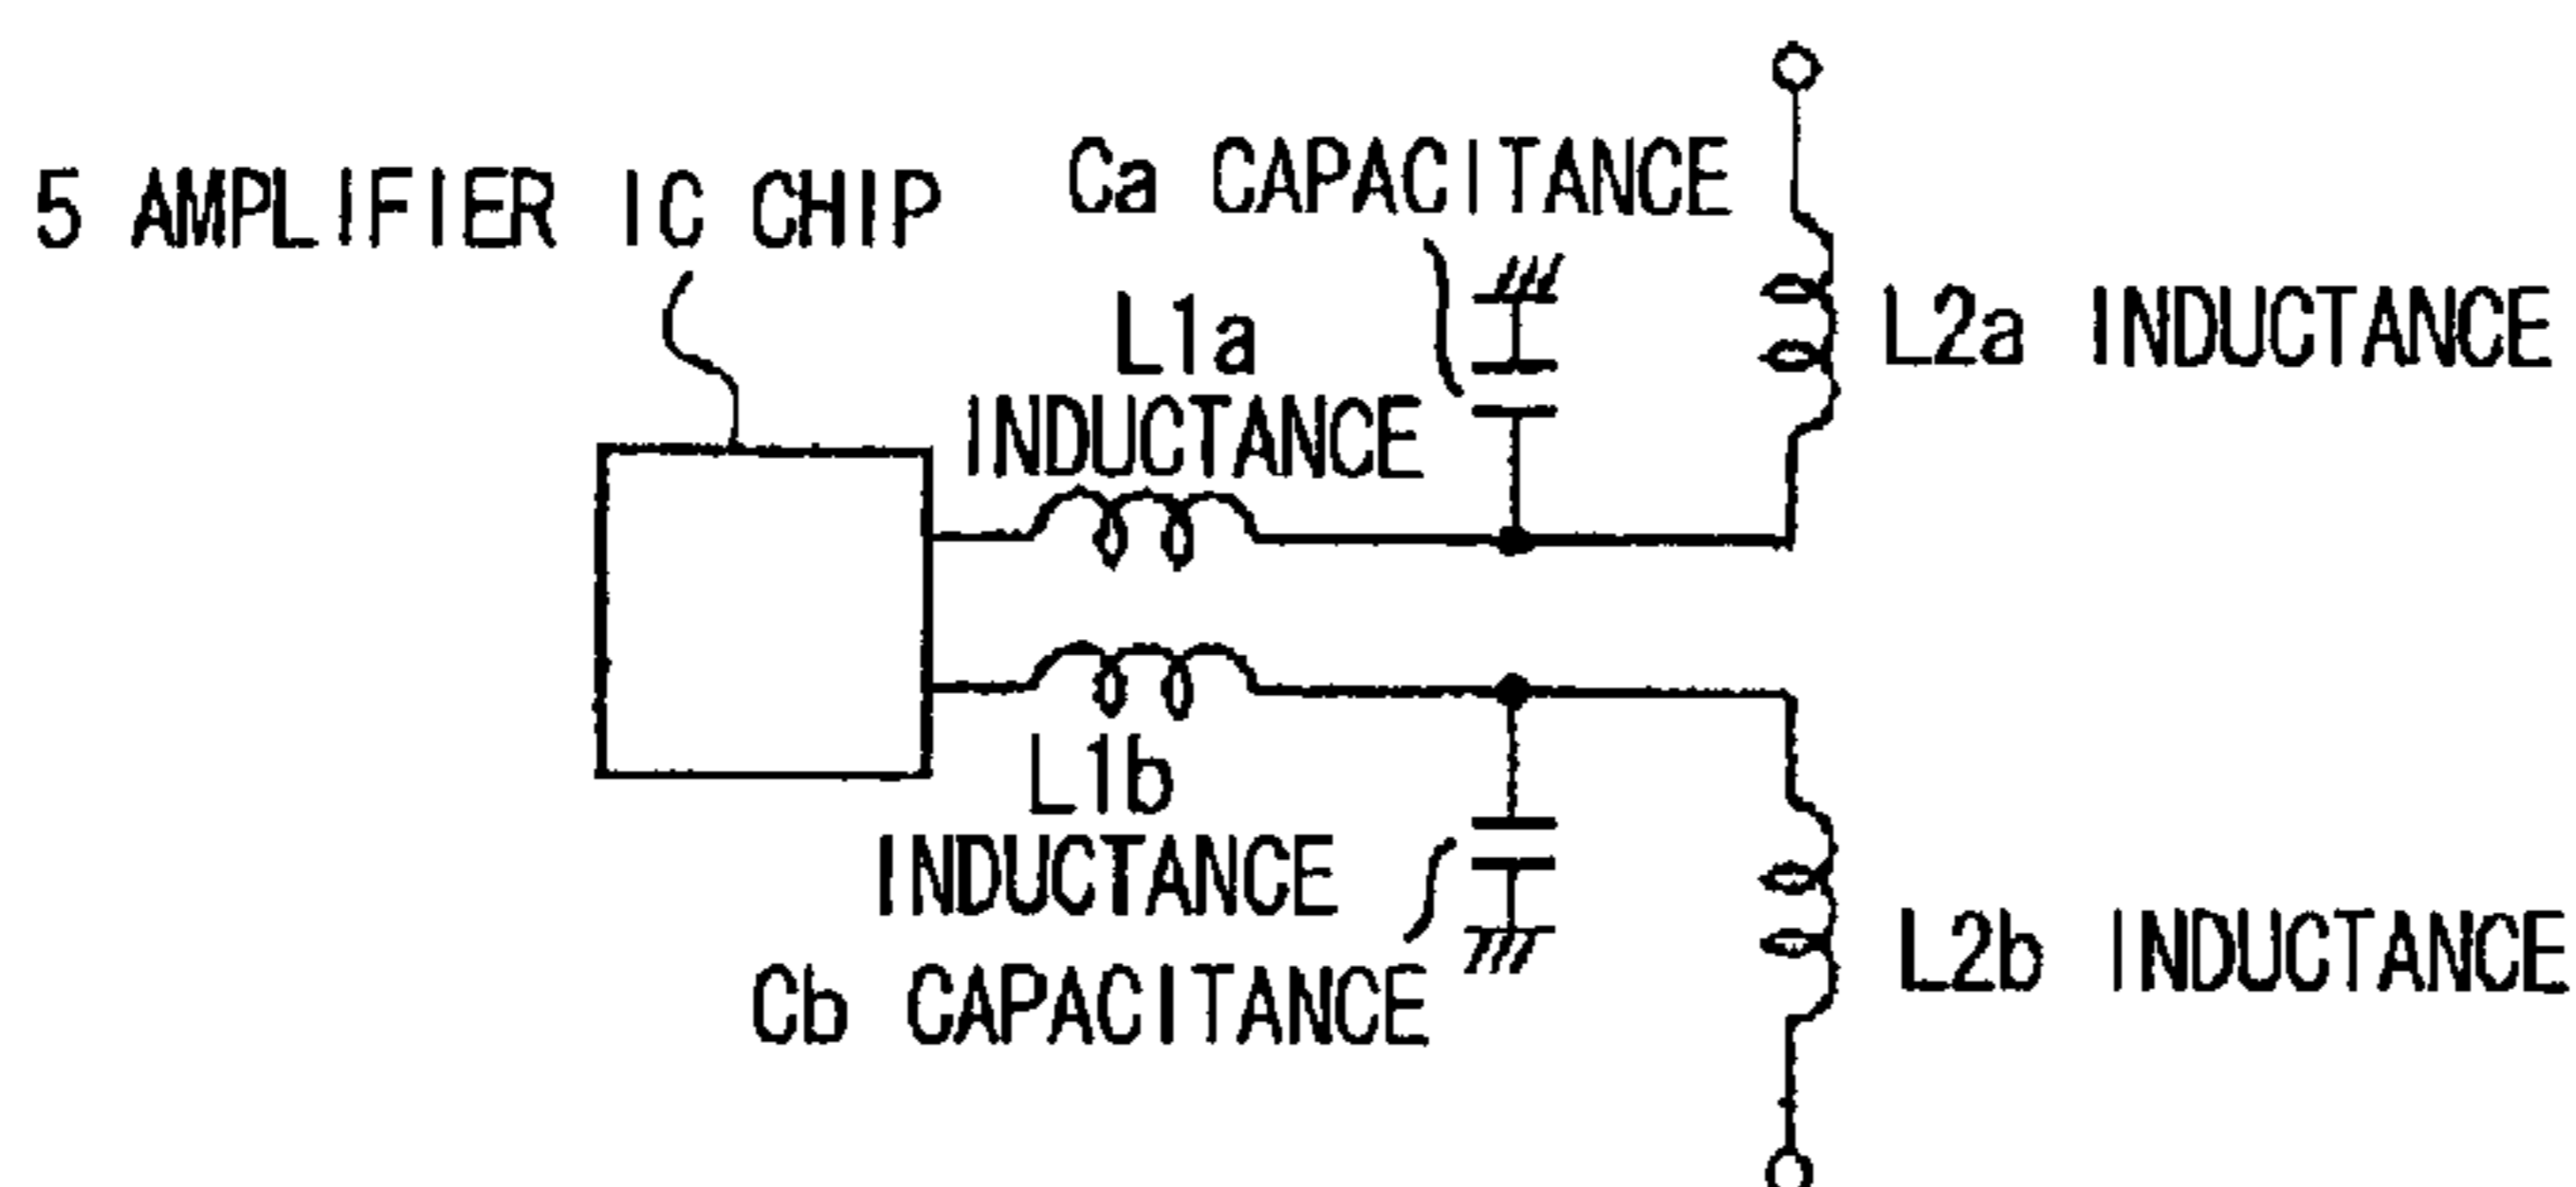 5 AMPLIFIER IC CHIP
Ca CAPACITANCE
L1a
INDUCTANCE
L2a INDUCTANCE
L1b
INDUCTANCE
Cb CAPACITANCE
L2b INDUCTANCE